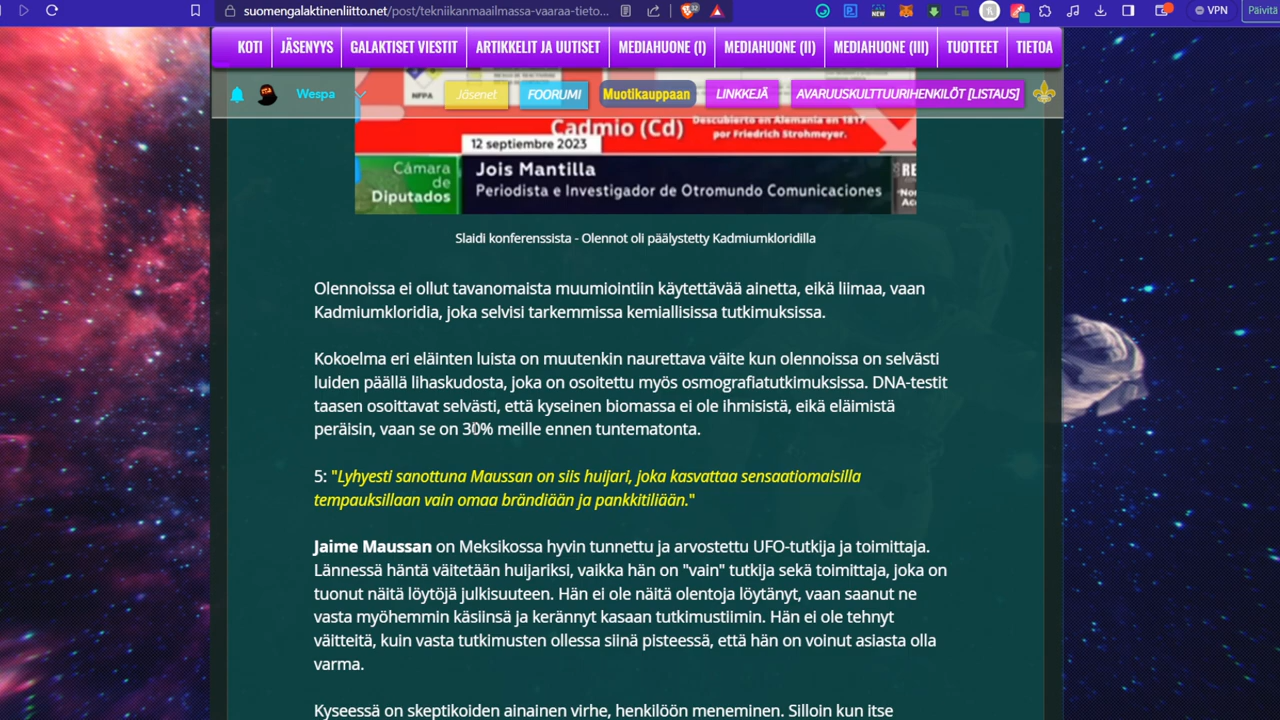 suomengalaktinenliitto.net/post/tekniikanmaailmassa-vaaraa-tieto...
VPN
Päivitä
KOTI
JÄSENYYS
GALAKTISET VIESTIT
ARTIKKELIT JA UUTISET
MEDIAHUONE (I)
MEDIAHUONE (II)
MEDIAHUONE (III)
TUOTTEET
TIETOA
Wespa
Jäsenet
FOORUMI
Muotikauppaan
LINKKEJÄ
AVARUUSKULTTUURIHENKILÖT [LISTAUS]
NFPA
Descubierto en Alemania en 1817
Cadmio (Cd)
por Friedrich Strohmeyer.
12 septiembre 2023
Cámara
de
Diputados
Jois Mantilla
Periodista e Investigador de Otromundo Comunicaciones
Slaidi konferenssista - Olennot oli päälystetty Kadmiumkloridilla
Olennoissa ei ollut tavanomaista muumiointiin käytettävää ainetta, eikä liimaa, vaan
Kadmiumkloridia, joka selvisi tarkemmissa kemiallisissa tutkimuksissa.
Kokoelma eri eläinten luista on muutenkin naurettava väite kun olennoissa on selvästi
luiden päällä lihaskudosta, joka on osoitettu myös osmografiatutkimuksissa. DNA-testit
taasen osoittavat selvästi, että kyseinen biomassa ei ole ihmisistä, eikä eläimistä
peräisin, vaan se on 30% meille ennen tuntematonta.
5: "Lyhyesti sanottuna Maussan on siis huijari, joka kasvattaa sensaatiomaisilla
tempauksillaan vain omaa brändiään ja pankkitiliään."
Jaime Maussan on Meksikossa hyvin tunnettu ja arvostettu UFO-tutkija ja toimittaja.
Lännessä häntä väitetään huijariksi, vaikka hän on "vain" tutkija sekä toimittaja, joka on
tuonut näitä löytöjä julkisuuteen. Hän ei ole näitä olentoja löytänyt, vaan saanut ne
vasta myöhemmin käsiinsä ja kerännyt kasaan tutkimustiimin. Hän ei ole tehnyt
väitteitä, kuin vasta tutkimusten ollessa siinä pisteessä, että hän on voinut asiasta olla
varma.
Kyseessä on skeptikoiden ainainen virhe, henkilöön meneminen. Silloin kun itse